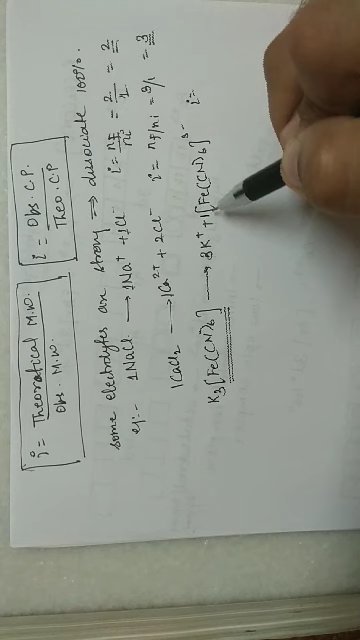 i = Theoretical M.W. / Obs. M.W.
i = Obs. C.P. / Theo. C.P
some electrolytes are strong ⟹ dissociate 100%.
eg:- 1NaCl ⟶ 1Na⁺ + 1Cl⁻ i = nf/ni = 2/1 = 2
1CaCl₂ ⟶ 1Ca²⁺ + 2Cl⁻ i = nf/ni = 3/1 = 3
K₃[Fe(CN)₆] ⟶ 3K⁺ + 1[Fe(CN)₆]³⁻ i =